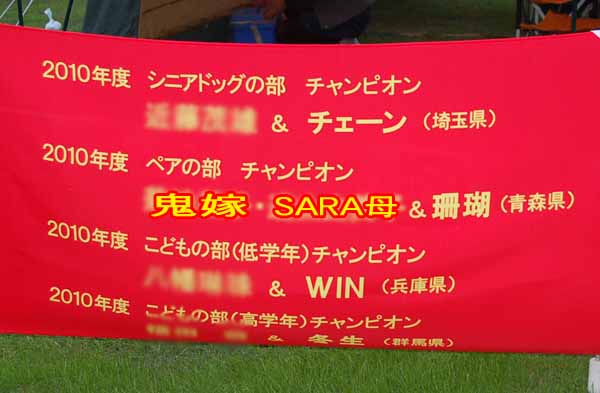 2010年度 シニアドッグの部 チャンピオン
& チェーン（埼玉県）
2010年度 ペアの部 チャンピオン
鬼嫁・SARA母 & 珊瑚（青森県）
2010年度 こどもの部（低学年）チャンピオン
& WIN（兵庫県）
2010年度 こどもの部（高学年）チャンピオン
& 冬生（群馬県）